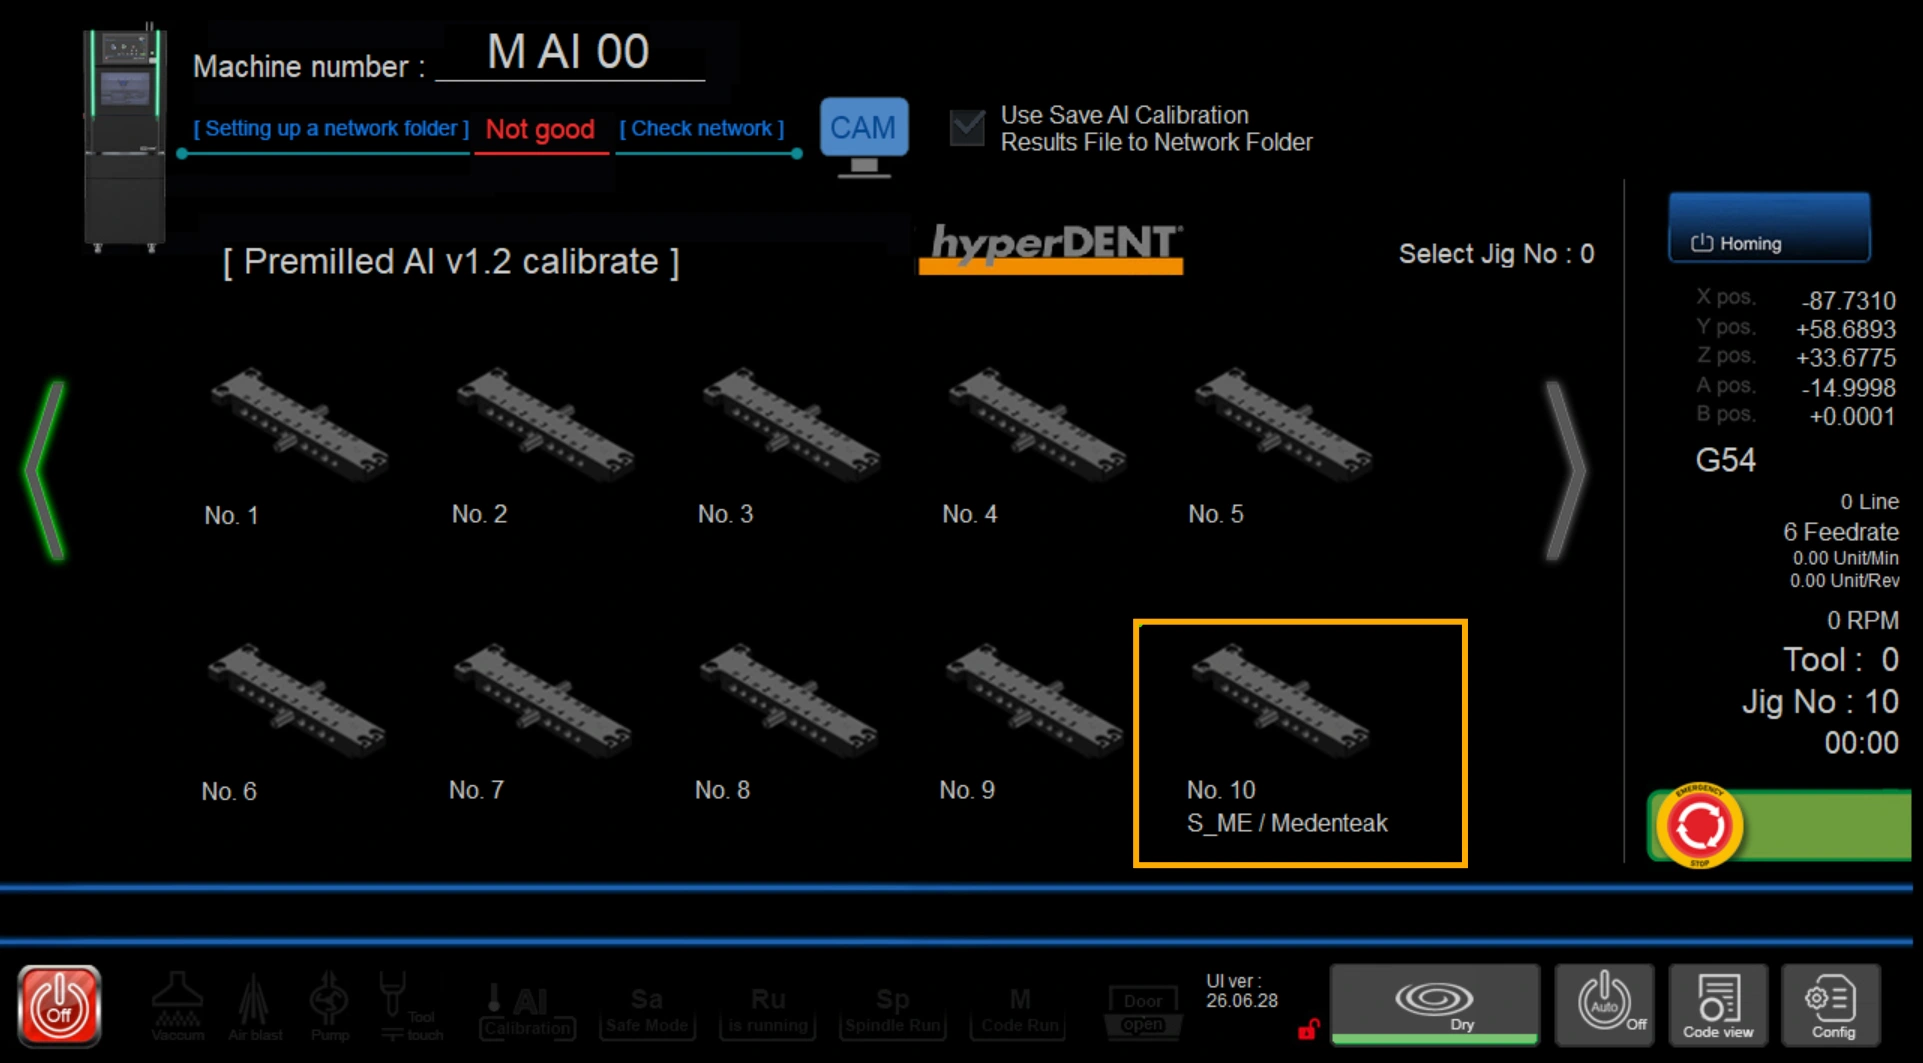 Machine number : M AI 00
[ Setting up a network folder ] Not good [ Check network ]
CAM
Use Save AI Calibration
Results File to Network Folder
[ Premilled AI v1.2 calibrate ]
hyperDENT
Select Jig No : 0
Homing
X pos. -87.7310
Y pos. +58.6893
Z pos. +33.6775
A pos. -14.9998
B pos. +0.0001
G54
0 Line
6 Feedrate
0.00 Unit/Min
0.00 Unit/Rev
0 RPM
Tool : 0
Jig No : 10
00:00
No. 1
No. 2
No. 3
No. 4
No. 5
No. 6
No. 7
No. 8
No. 9
No. 10
S_ME / Medenteak
EMERGENCY
STOP
Off
Vaccum
Air blast
Pump
Tool
touch
AI
Calibration
Sa
Safe Mode
Ru
is running
Sp
Spindle Run
M
Code Run
Door
open
UI ver :
26.06.28
Dry
Auto
Off
Code view
Config